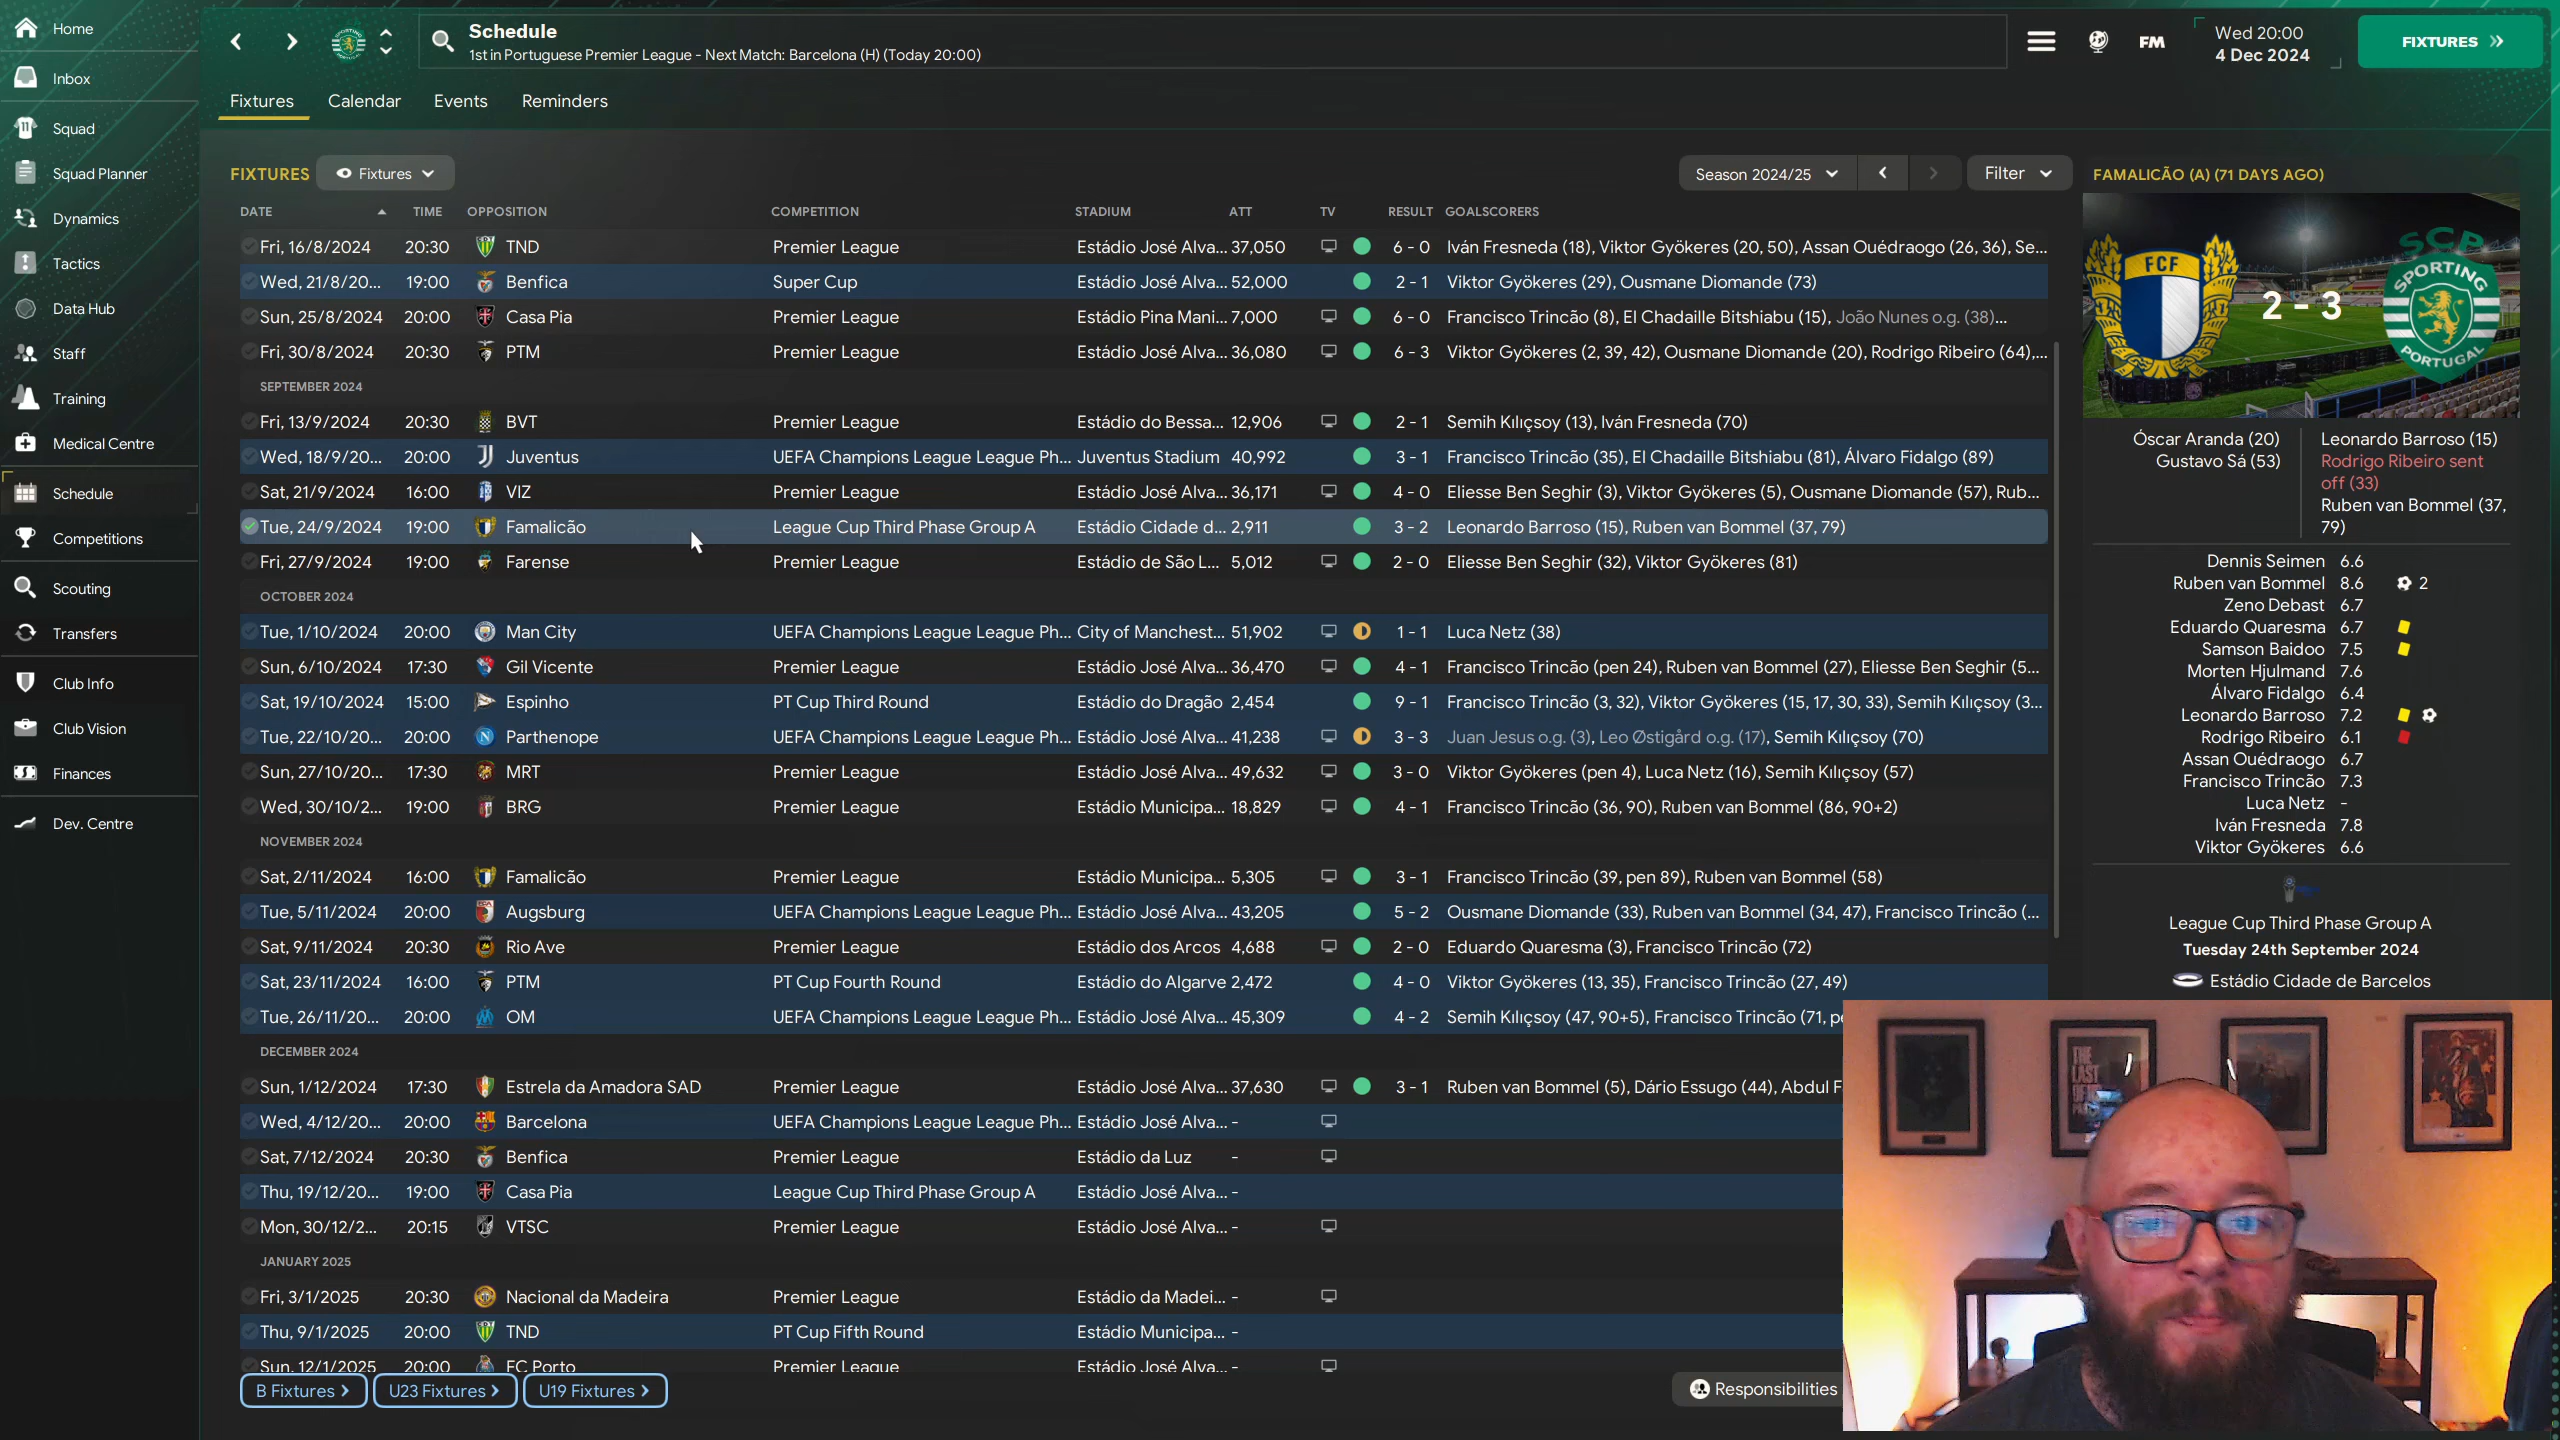 Home
Inbox
Squad
Squad Planner
Dynamics
Tactics
Data Hub
Staff
Training
Medical Centre
Schedule
Competitions
Scouting
Transfers
Club Info
Club Vision
Finances
Dev. Centre
Schedule
1st in Portuguese Premier League - Next Match: Barcelona (H) (Today 20:00)
FM
Wed 20:00
4 Dec 2024
FIXTURES
Fixtures Calendar Events Reminders
FIXTURES Fixtures Season 2024/25 Filter
DATE TIME OPPOSITION COMPETITION STADIUM ATT TV RESULT GOALSCORERS
Fri, 16/8/2024 20:30 TND Premier League Estádio José Alva... 37,050 6 - 0 Iván Fresneda (18), Viktor Gyökeres (20, 50), Assan Ouédraogo (26, 36), Se...
Wed, 21/8/20... 19:00 Benfica Super Cup Estádio José Alva... 52,000 2 - 1 Viktor Gyökeres (29), Ousmane Diomande (73)
Sun, 25/8/2024 20:00 Casa Pia Premier League Estádio Pina Mani... 7,000 6 - 0 Francisco Trincão (8), El Chadaille Bitshiabu (15), João Nunes o.g. (38)...
Fri, 30/8/2024 20:30 PTM Premier League Estádio José Alva... 36,080 6 - 3 Viktor Gyökeres (2, 39, 42), Ousmane Diomande (20), Rodrigo Ribeiro (64),...
SEPTEMBER 2024
Fri, 13/9/2024 20:30 BVT Premier League Estádio do Bessa... 12,906 2 - 1 Semih Kılıçsoy (13), Iván Fresneda (70)
Wed, 18/9/20... 20:00 Juventus UEFA Champions League League Ph... Juventus Stadium 40,992 3 - 1 Francisco Trincão (35), El Chadaille Bitshiabu (81), Álvaro Fidalgo (89)
Sat, 21/9/2024 16:00 VIZ Premier League Estádio José Alva... 36,171 4 - 0 Eliesse Ben Seghir (3), Viktor Gyökeres (5), Ousmane Diomande (57), Rub...
Tue, 24/9/2024 19:00 Famalicão League Cup Third Phase Group A Estádio Cidade d... 2,911 3 - 2 Leonardo Barroso (15), Ruben van Bommel (37, 79)
Fri, 27/9/2024 19:00 Farense Premier League Estádio de São L... 5,012 2 - 0 Eliesse Ben Seghir (32), Viktor Gyökeres (81)
OCTOBER 2024
Tue, 1/10/2024 20:00 Man City UEFA Champions League League Ph... City of Manchest... 51,902 1 - 1 Luca Netz (38)
Sun, 6/10/2024 17:30 Gil Vicente Premier League Estádio José Alva... 36,470 4 - 1 Francisco Trincão (pen 24), Ruben van Bommel (27), Eliesse Ben Seghir (5...
Sat, 19/10/2024 15:00 Espinho PT Cup Third Round Estádio do Dragão 2,454 9 - 1 Francisco Trincão (3, 32), Viktor Gyökeres (15, 17, 30, 33), Semih Kılıçsoy (3...
Tue, 22/10/20... 20:00 Parthenope UEFA Champions League League Ph... Estádio José Alva... 41,238 3 - 3 Juan Jesus o.g. (3), Leo Østigård o.g. (17), Semih Kılıçsoy (70)
Sun, 27/10/20... 17:30 MRT Premier League Estádio José Alva... 49,632 3 - 0 Viktor Gyökeres (pen 4), Luca Netz (16), Semih Kılıçsoy (57)
Wed, 30/10/2... 19:00 BRG Premier League Estádio Municipa... 18,829 4 - 1 Francisco Trincão (36, 90), Ruben van Bommel (86, 90+2)
NOVEMBER 2024
Sat, 2/11/2024 16:00 Famalicão Premier League Estádio Municipa... 5,305 3 - 1 Francisco Trincão (39, pen 89), Ruben van Bommel (58)
Tue, 5/11/2024 20:00 Augsburg UEFA Champions League League Ph... Estádio José Alva... 43,205 5 - 2 Ousmane Diomande (33), Ruben van Bommel (34, 47), Francisco Trincão (...
Sat, 9/11/2024 20:30 Rio Ave Premier League Estádio dos Arcos 4,688 2 - 0 Eduardo Quaresma (3), Francisco Trincão (72)
Sat, 23/11/2024 16:00 PTM PT Cup Fourth Round Estádio do Algarve 2,472 4 - 0 Viktor Gyökeres (13, 35), Francisco Trincão (27, 49)
Tue, 26/11/20... 20:00 OM UEFA Champions League League Ph... Estádio José Alva... 45,309 4 - 2 Semih Kılıçsoy (47, 90+5), Francisco Trincão (71, pe
DECEMBER 2024
Sun, 1/12/2024 17:30 Estrela da Amadora SAD Premier League Estádio José Alva... 37,630 3 - 1 Ruben van Bommel (5), Dário Essugo (44), Abdul F
Wed, 4/12/20... 20:00 Barcelona UEFA Champions League League Ph... Estádio José Alva... -
Sat, 7/12/2024 20:30 Benfica Premier League Estádio da Luz -
Thu, 19/12/20... 19:00 Casa Pia League Cup Third Phase Group A Estádio José Alva... -
Mon, 30/12/2... 20:15 VTSC Premier League Estádio José Alva... -
JANUARY 2025
Fri, 3/1/2025 20:30 Nacional da Madeira Premier League Estádio da Madei... -
Thu, 9/1/2025 20:00 TND PT Cup Fifth Round Estádio Municipa... -
Sun, 12/1/2025 20:00 FC Porto Premier League Estádio José Alva... -
B Fixtures U23 Fixtures U19 Fixtures
Responsibilities
FAMALICÃO (A) (71 DAYS AGO)
FCF
SCP
SPORTING
PORTUGAL
2 - 3
Óscar Aranda (20)
Gustavo Sá (53)
Leonardo Barroso (15)
Rodrigo Ribeiro sent
off (33)
Ruben van Bommel (37,
79)
Dennis Seimen 6.6
Ruben van Bommel 8.6 2
Zeno Debast 6.7
Eduardo Quaresma 6.7
Samson Baidoo 7.5
Morten Hjulmand 7.6
Álvaro Fidalgo 6.4
Leonardo Barroso 7.2
Rodrigo Ribeiro 6.1
Assan Ouédraogo 6.7
Francisco Trincão 7.3
Luca Netz -
Iván Fresneda 7.8
Viktor Gyökeres 6.6
League Cup Third Phase Group A
Tuesday 24th September 2024
Estádio Cidade de Barcelos
THE
LAST
OF